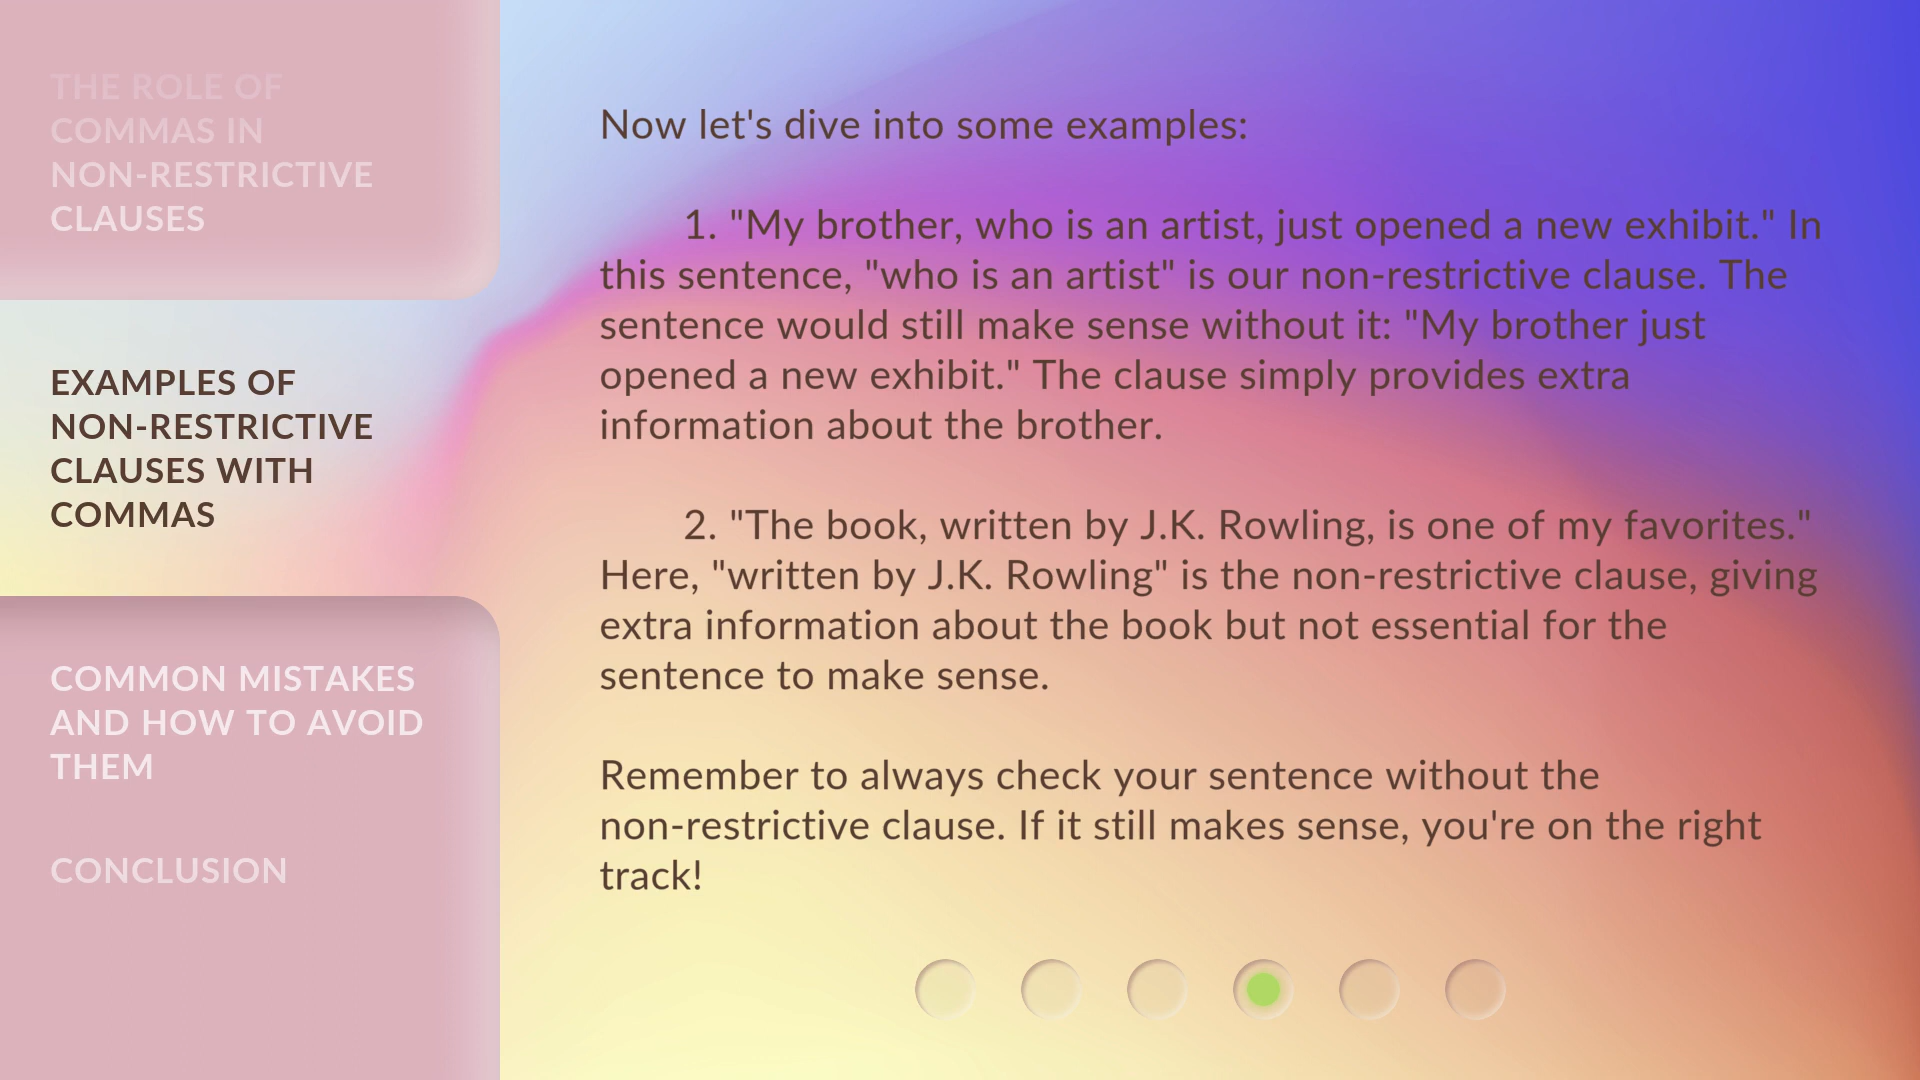 THE ROLE OF
COMMAS IN
NON-RESTRICTIVE
CLAUSES
EXAMPLES OF
NON-RESTRICTIVE
CLAUSES WITH
COMMAS
COMMON MISTAKES
AND HOW TO AVOID
THEM
CONCLUSION
Now let's dive into some examples:
1. "My brother, who is an artist, just opened a new exhibit." In
this sentence, "who is an artist" is our non-restrictive clause. The
sentence would still make sense without it: "My brother just
opened a new exhibit." The clause simply provides extra
information about the brother.
2. "The book, written by J.K. Rowling, is one of my favorites."
Here, "written by J.K. Rowling" is the non-restrictive clause, giving
extra information about the book but not essential for the
sentence to make sense.
Remember to always check your sentence without the
non-restrictive clause. If it still makes sense, you're on the right
track!